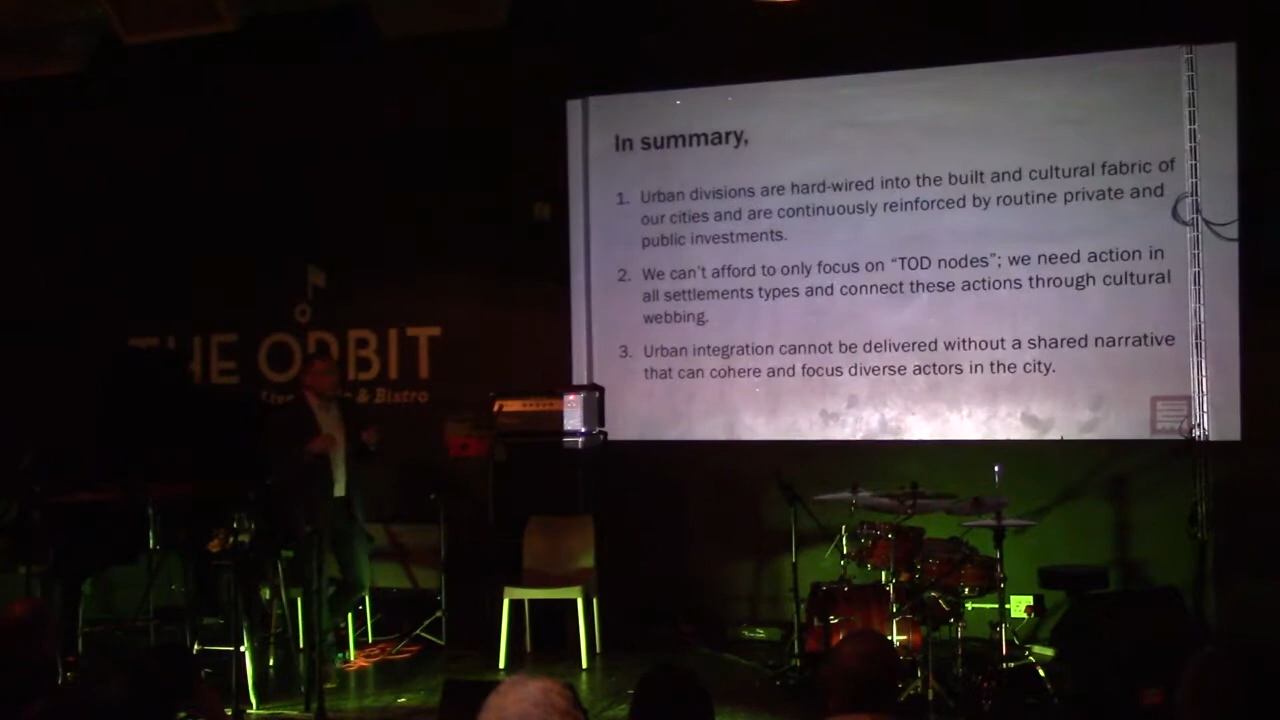 In summary,
1. Urban divisions are hard-wired into the built and cultural fabric of
our cities and are continuously reinforced by routine private and
public investments.
2. We can't afford to only focus on “TOD nodes”; we need action in
all settlements types and connect these actions through cultural
webbing.
3. Urban integration cannot be delivered without a shared narrative
that can cohere and focus diverse actors in the city.
THE ORBIT
Live & Bistro